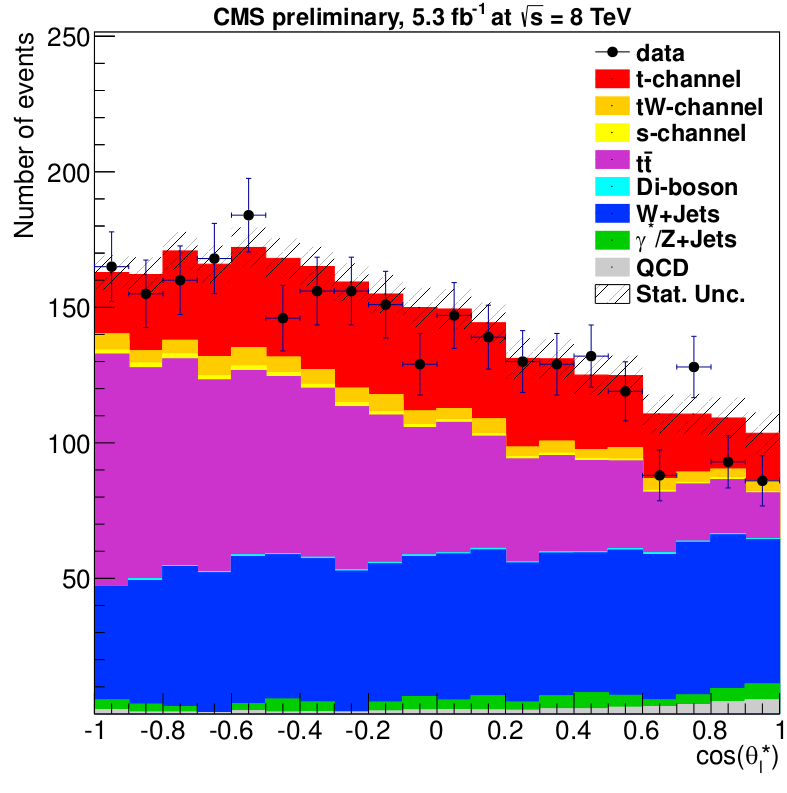 CMS preliminary, 5.3 fb⁻¹ at √s = 8 TeV
Number of events
250
200
150
100
50
data
t-channel
tW-channel
s-channel
tt̄
Di-boson
W+Jets
γ*/Z+Jets
QCD
Stat. Unc.
-1 -0.8 -0.6 -0.4 -0.2 0 0.2 0.4 0.6 0.8 1
cos(θₗ*)